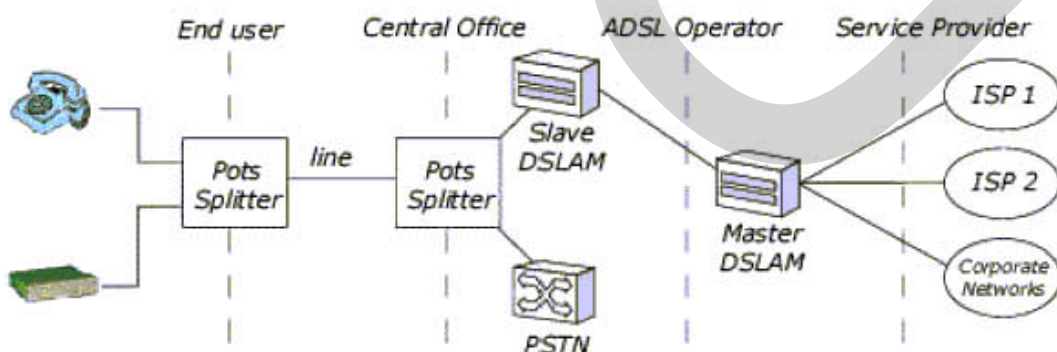 End user Central Office ADSL Operator Service Provider
ISP 1
Slave
DSLAM
line
Pots
Splitter
Pots
Splitter
ISP 2
Master
DSLAM
Corporate
Networks
PSTN